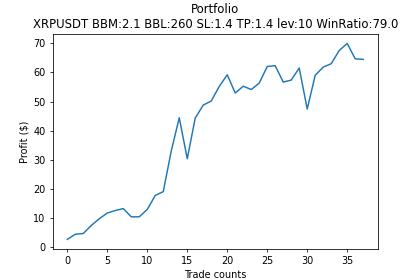 Portfolio
XRPUSDT BBM:2.1 BBL:260 SL:1.4 TP:1.4 lev:10 WinRatio:79.0
Profit ($)
70
60
50
40
30
20
10
0
0 5 10 15 20 25 30 35
Trade counts